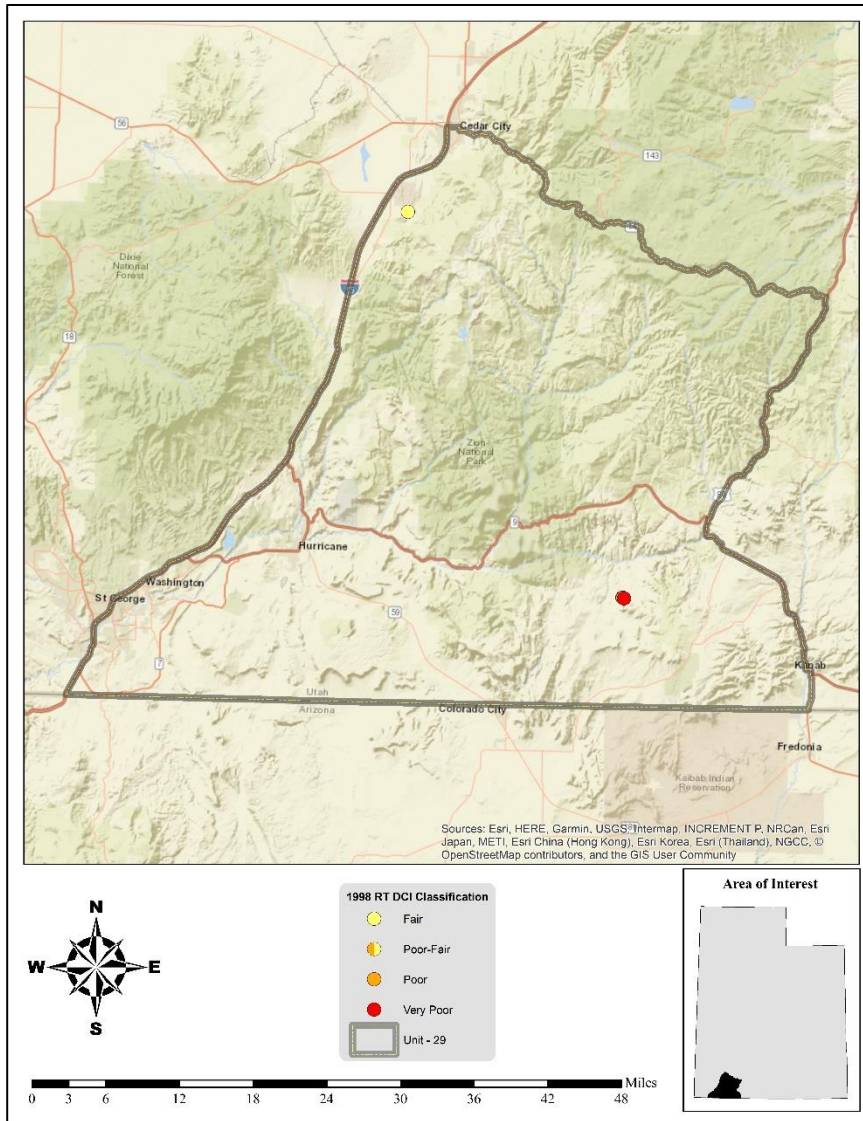 Cedar City
56
143
14
Dixie
National
Forest
15
18
Zion
National
Park
89
9
Hurricane
Washington
St George
59
7
Kanab
Utah
Arizona
Colorado City
Fredonia
Kaibab Indian
Reservation
Sources: Esri, HERE, Garmin, USGS, Intermap, INCREMENT P, NRCan, Esri
Japan, METI, Esri China (Hong Kong), Esri Korea, Esri (Thailand), NGCC, ©
OpenStreetMap contributors, and the GIS User Community
N
W
E
S
1998 RT DCI Classification
Fair
Poor-Fair
Poor
Very Poor
Unit - 29
Area of Interest
Miles
0 3 6 12 18 24 30 36 42 48